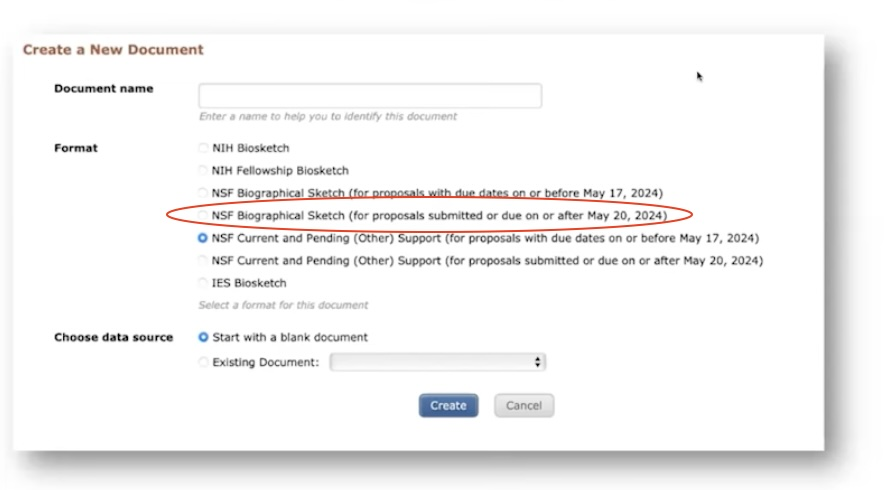 Create a New Document
Document name
Enter a name to help you to identify this document
Format
NIH Biosketch
NIH Fellowship Biosketch
NSF Biographical Sketch (for proposals with due dates on or before May 17, 2024)
NSF Biographical Sketch (for proposals submitted or due on or after May 20, 2024)
NSF Current and Pending (Other) Support (for proposals with due dates on or before May 17, 2024)
NSF Current and Pending (Other) Support (for proposals submitted or due on or after May 20, 2024)
IES Biosketch
Select a format for this document
Choose data source
Start with a blank document
Existing Document:
Create
Cancel